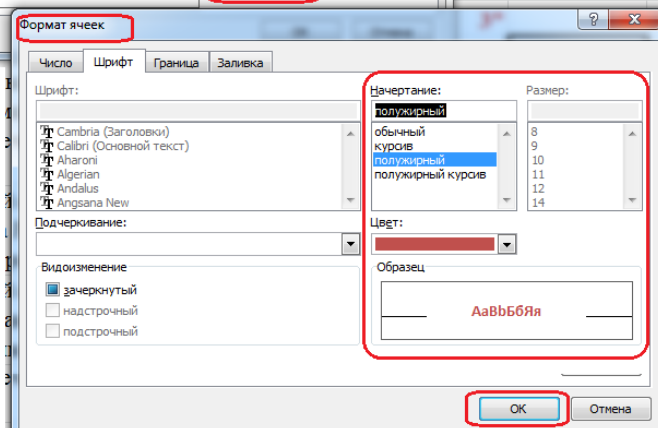 3"
Формат ячеек
Число Шрифт Граница Заливка
Шрифт: Начертание: Размер:
полужирный
Cambria (Заголовки) обычный 8
Calibri (Основной текст) курсив 9
Aharoni полужирный 10
Algerian полужирный курсив 11
Andalus 12
Angsana New 14
Подчеркивание: Цвет:
Видоизменение Образец
зачеркнутый
надстрочный АаВbБбЯя
подстрочный
ОК Отмена